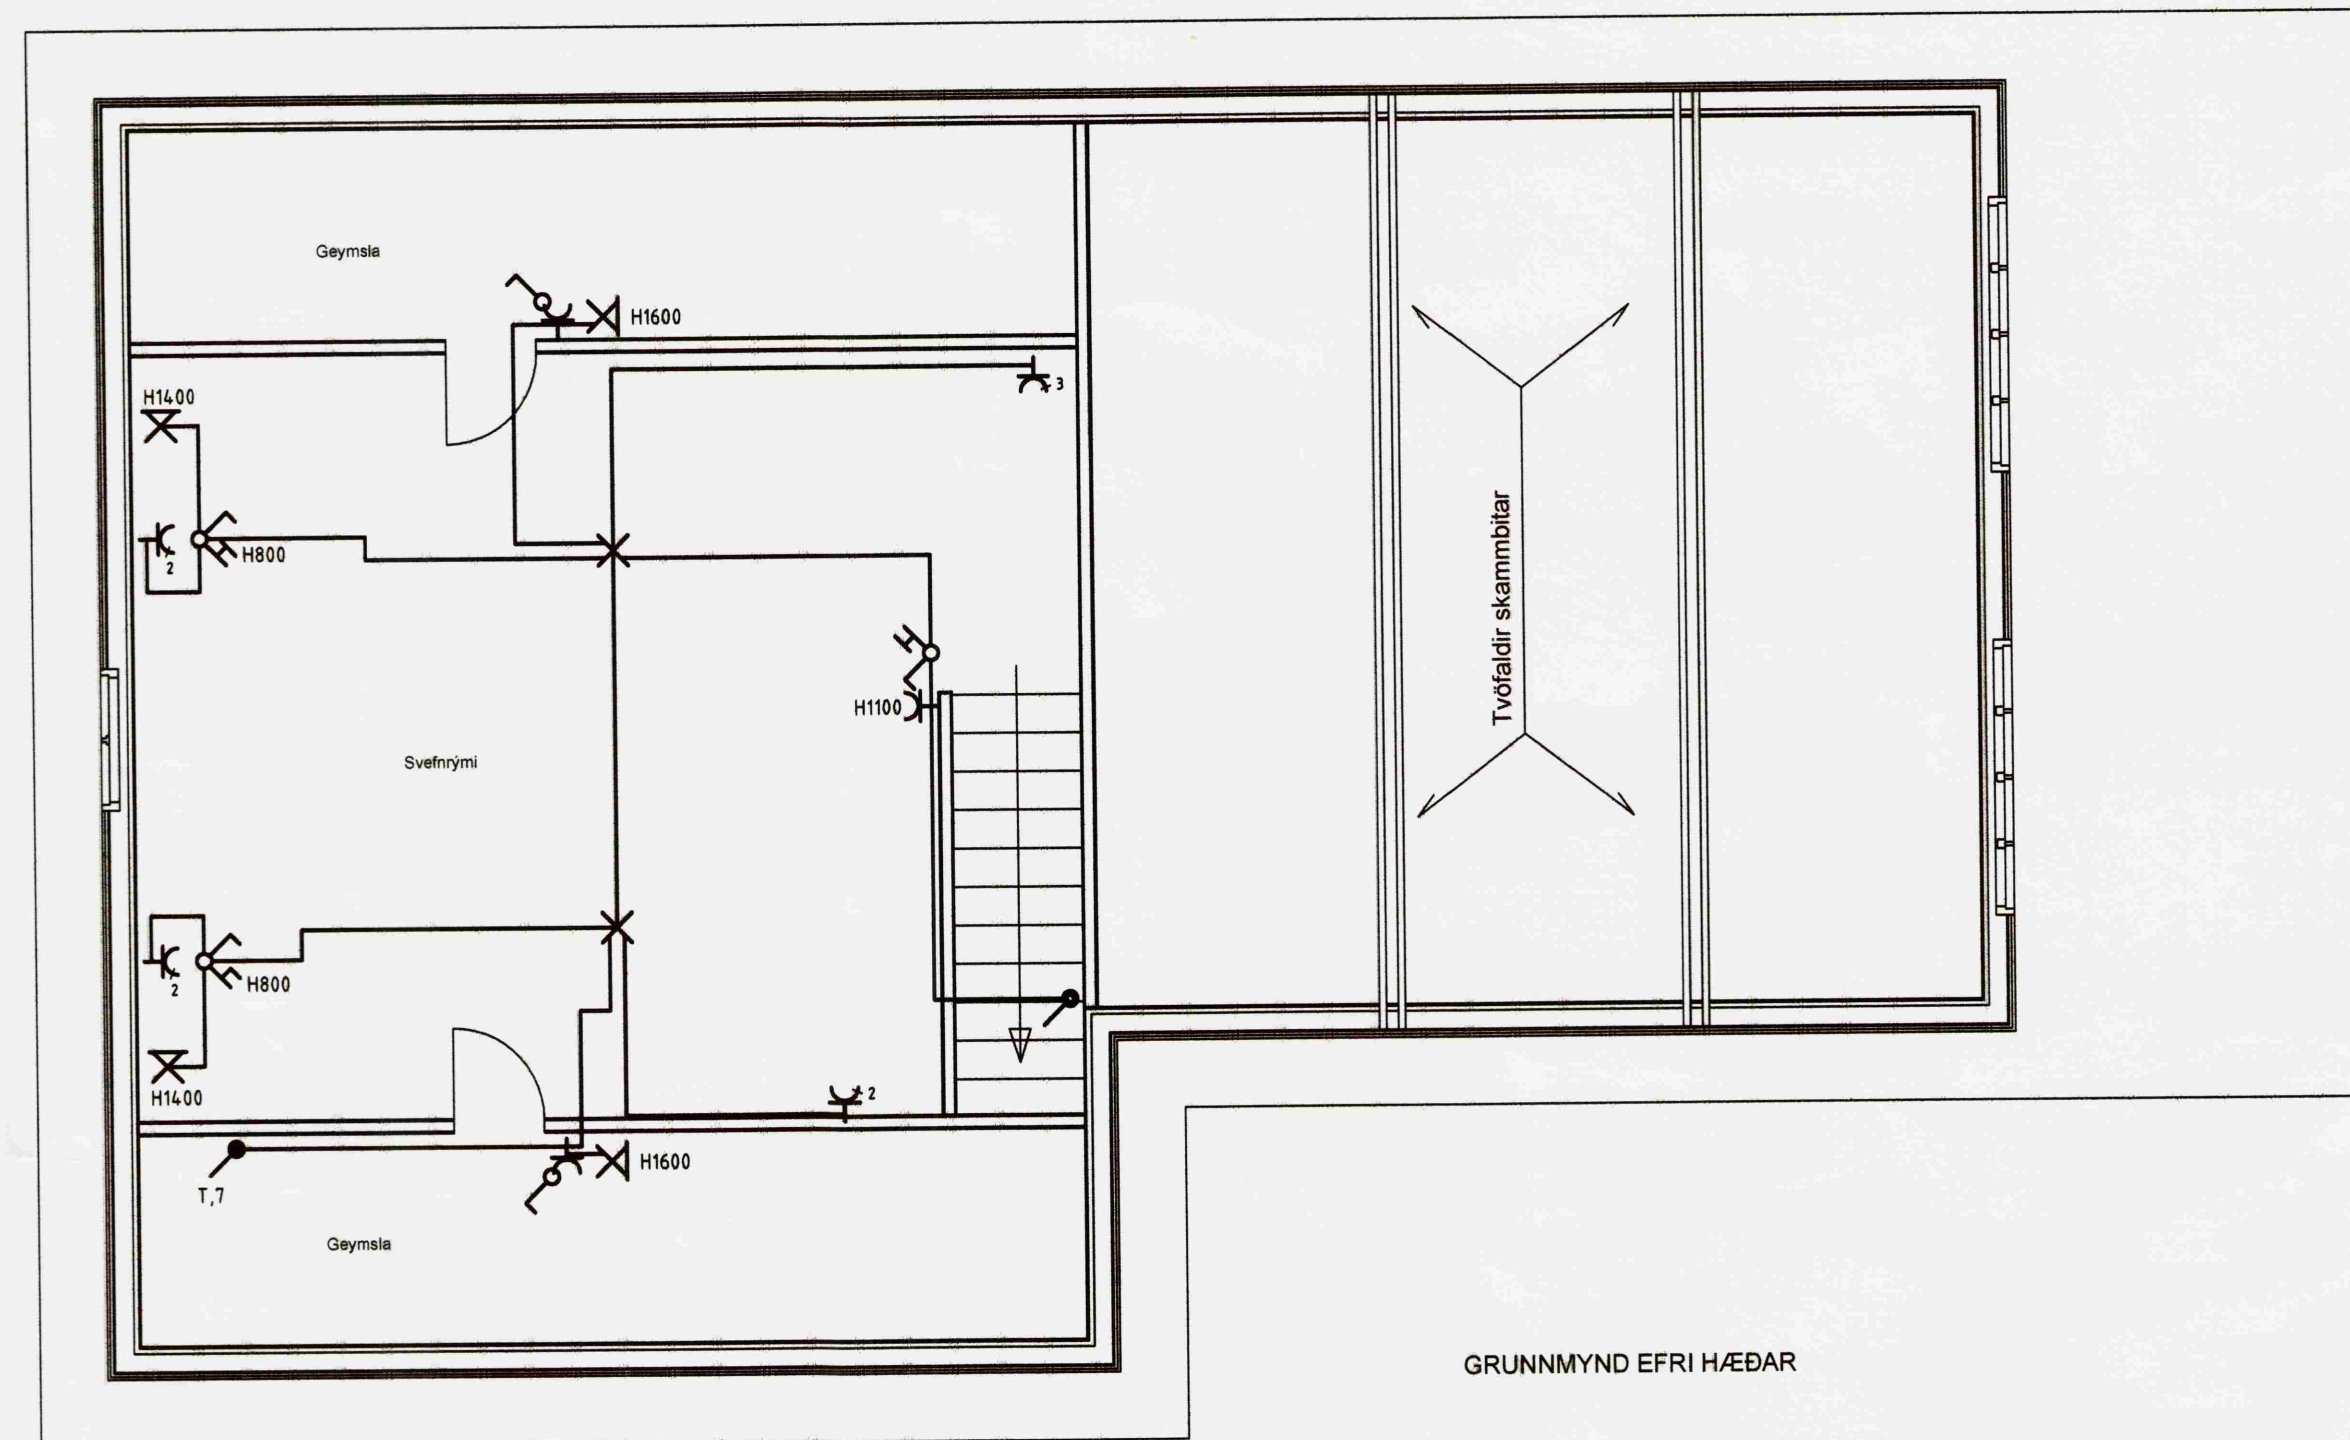 Geymsla
H1600
3
H1400
2
H800
H1100
Tvöfaldir skammbitar
Svefnrými
2
H800
H1400
2
H1600
T,7
Geymsla
GRUNNMYND EFRI HÆÐAR